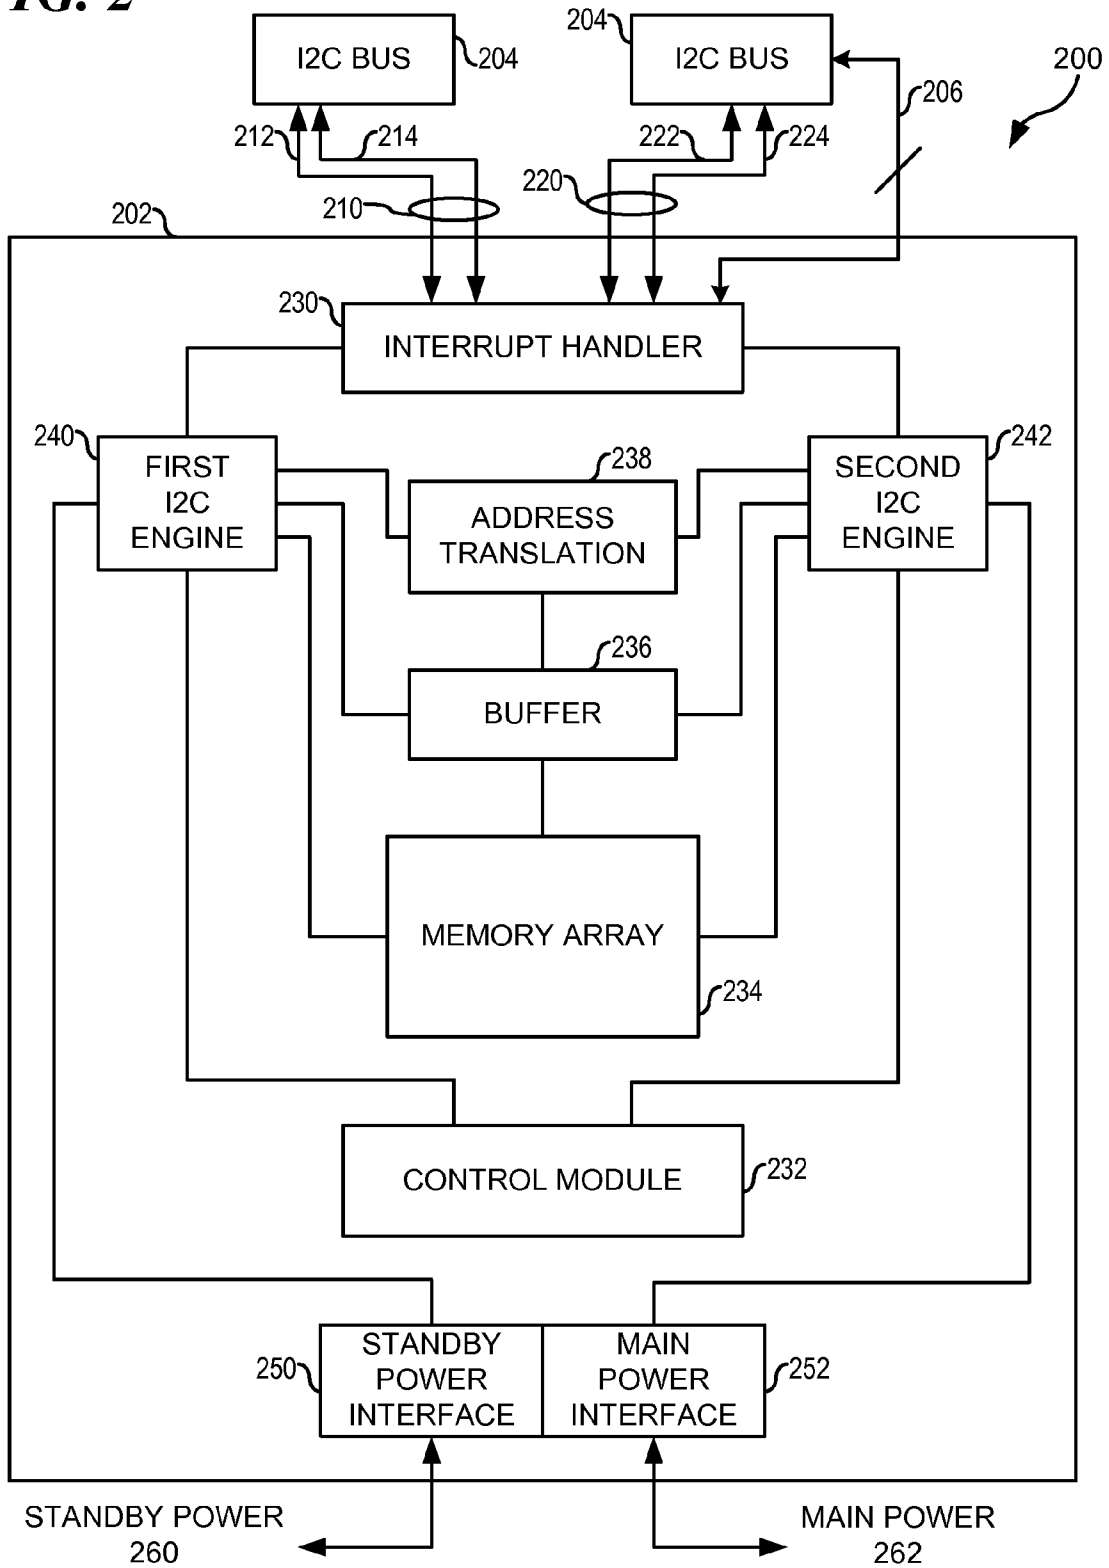 FIG. 2
I2C BUS
204
204
I2C BUS
206
200
212
214
222
224
210
220
202
230
INTERRUPT HANDLER
240
FIRST
I2C
ENGINE
242
SECOND
I2C
ENGINE
238
ADDRESS
TRANSLATION
236
BUFFER
MEMORY ARRAY
234
CONTROL MODULE
232
250
STANDBY
POWER
INTERFACE
MAIN
POWER
INTERFACE
252
STANDBY POWER
260
MAIN POWER
262